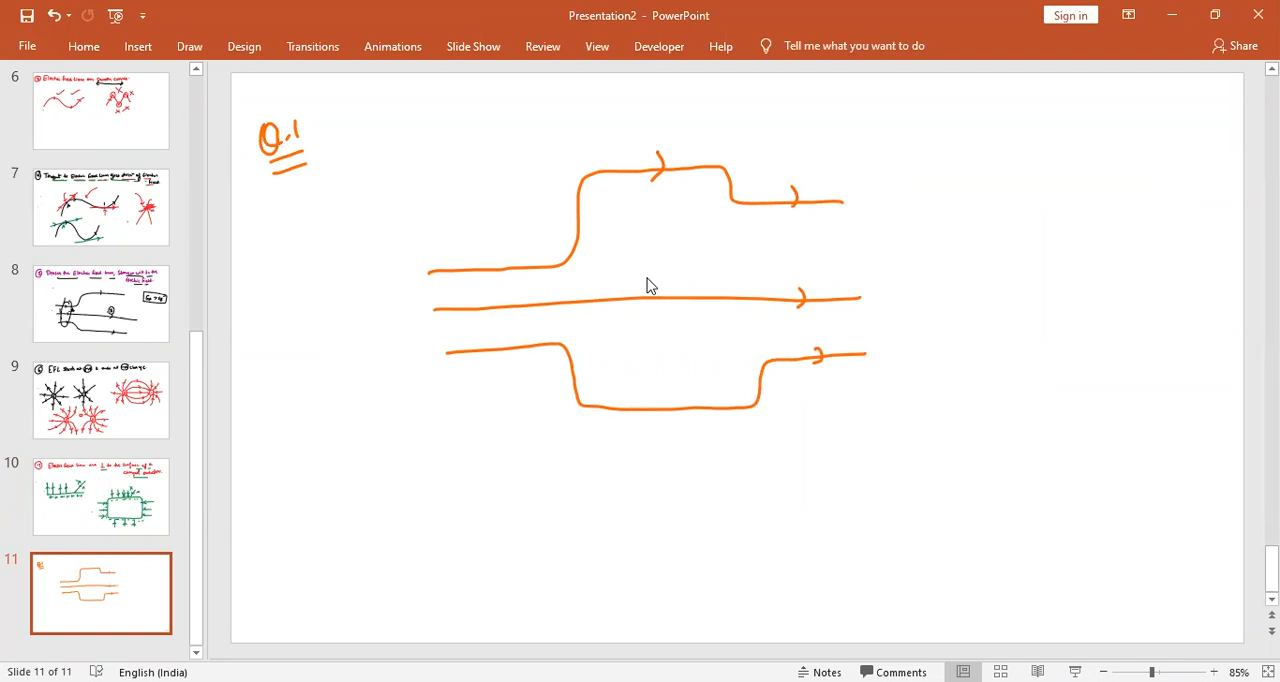 Presentation2 - PowerPoint
Sign in
File Home Insert Draw Design Transitions Animations Slide Show Review View Developer Help Tell me what you want to do Share
6
7
8
9
10
11
Q.1
Slide 11 of 11 English (India) Notes Comments 85%